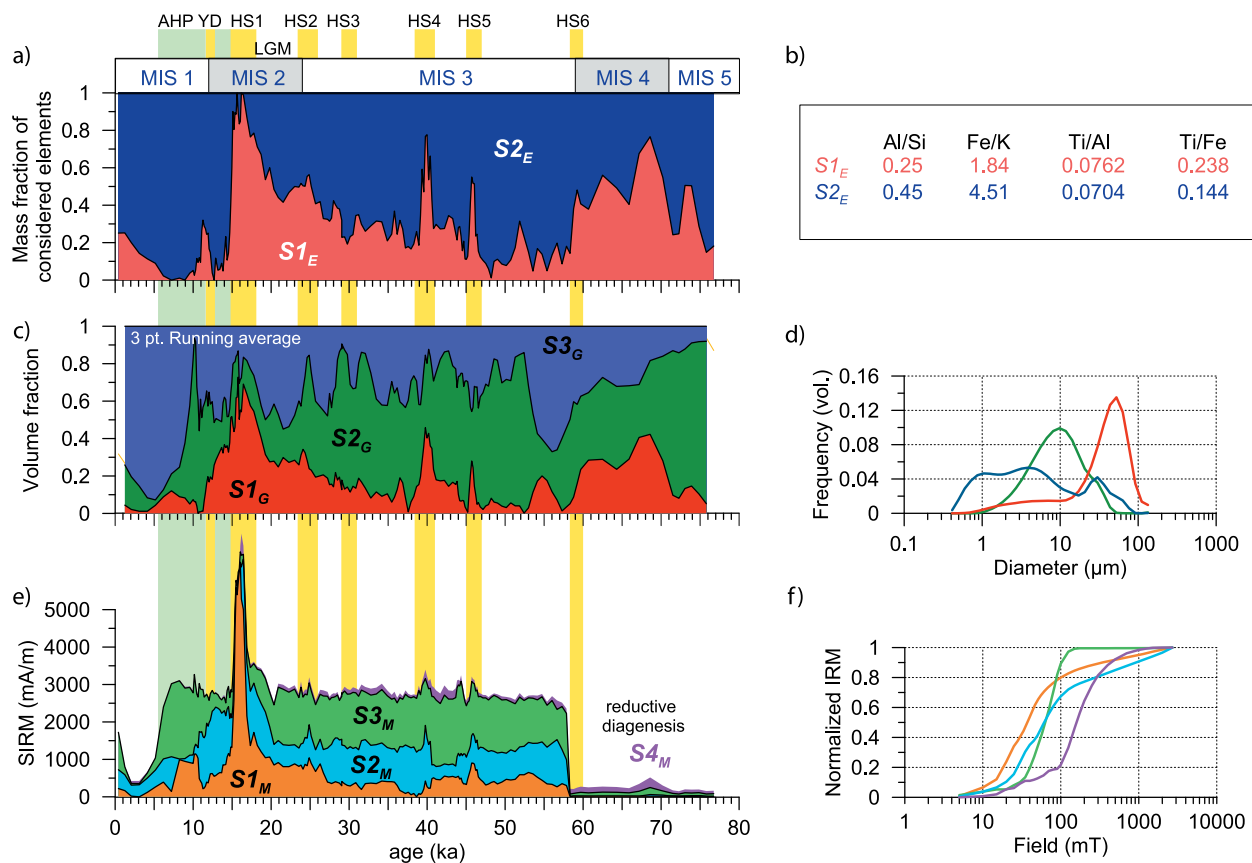 AHP YD HS1 HS2 HS3 HS4 HS5 HS6
LGM
a)
MIS 1 MIS 2 MIS 3 MIS 4 MIS 5
Mass fraction of
considered elements
1
0.8
0.6
0.4
0.2
0
S2E
S1E
b)
Al/Si Fe/K Ti/Al Ti/Fe
S1E 0.25 1.84 0.0762 0.238
S2E 0.45 4.51 0.0704 0.144
c)
3 pt. Running average
Volume fraction
1
0.8
0.6
0.4
0.2
0
S3G
S2G
S1G
d)
Frequency (vol.)
0.16
0.12
0.08
0.04
0
0.1 1 10 100 1000
Diameter (µm)
e)
SIRM (mA/m)
5000
4000
3000
2000
1000
0
S3M
S2M
S1M
reductive
diagenesis
S4M
0 10 20 30 40 50 60 70 80
age (ka)
f)
Normalized IRM
1
0.8
0.6
0.4
0.2
0
1 10 100 1000 10000
Field (mT)